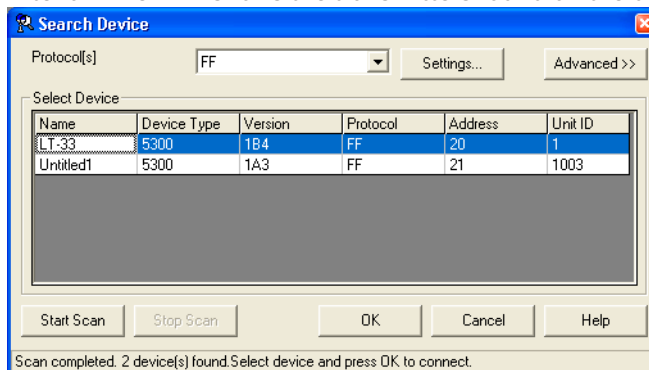 Search Device
Protocol[s] FF Settings... Advanced >>
Select Device
Name Device Type Version Protocol Address Unit ID
LT-33 5300 1B4 FF 20 1
Untitled1 5300 1A3 FF 21 1003
Start Scan Stop Scan OK Cancel Help
Scan completed. 2 device(s) found.Select device and press OK to connect.